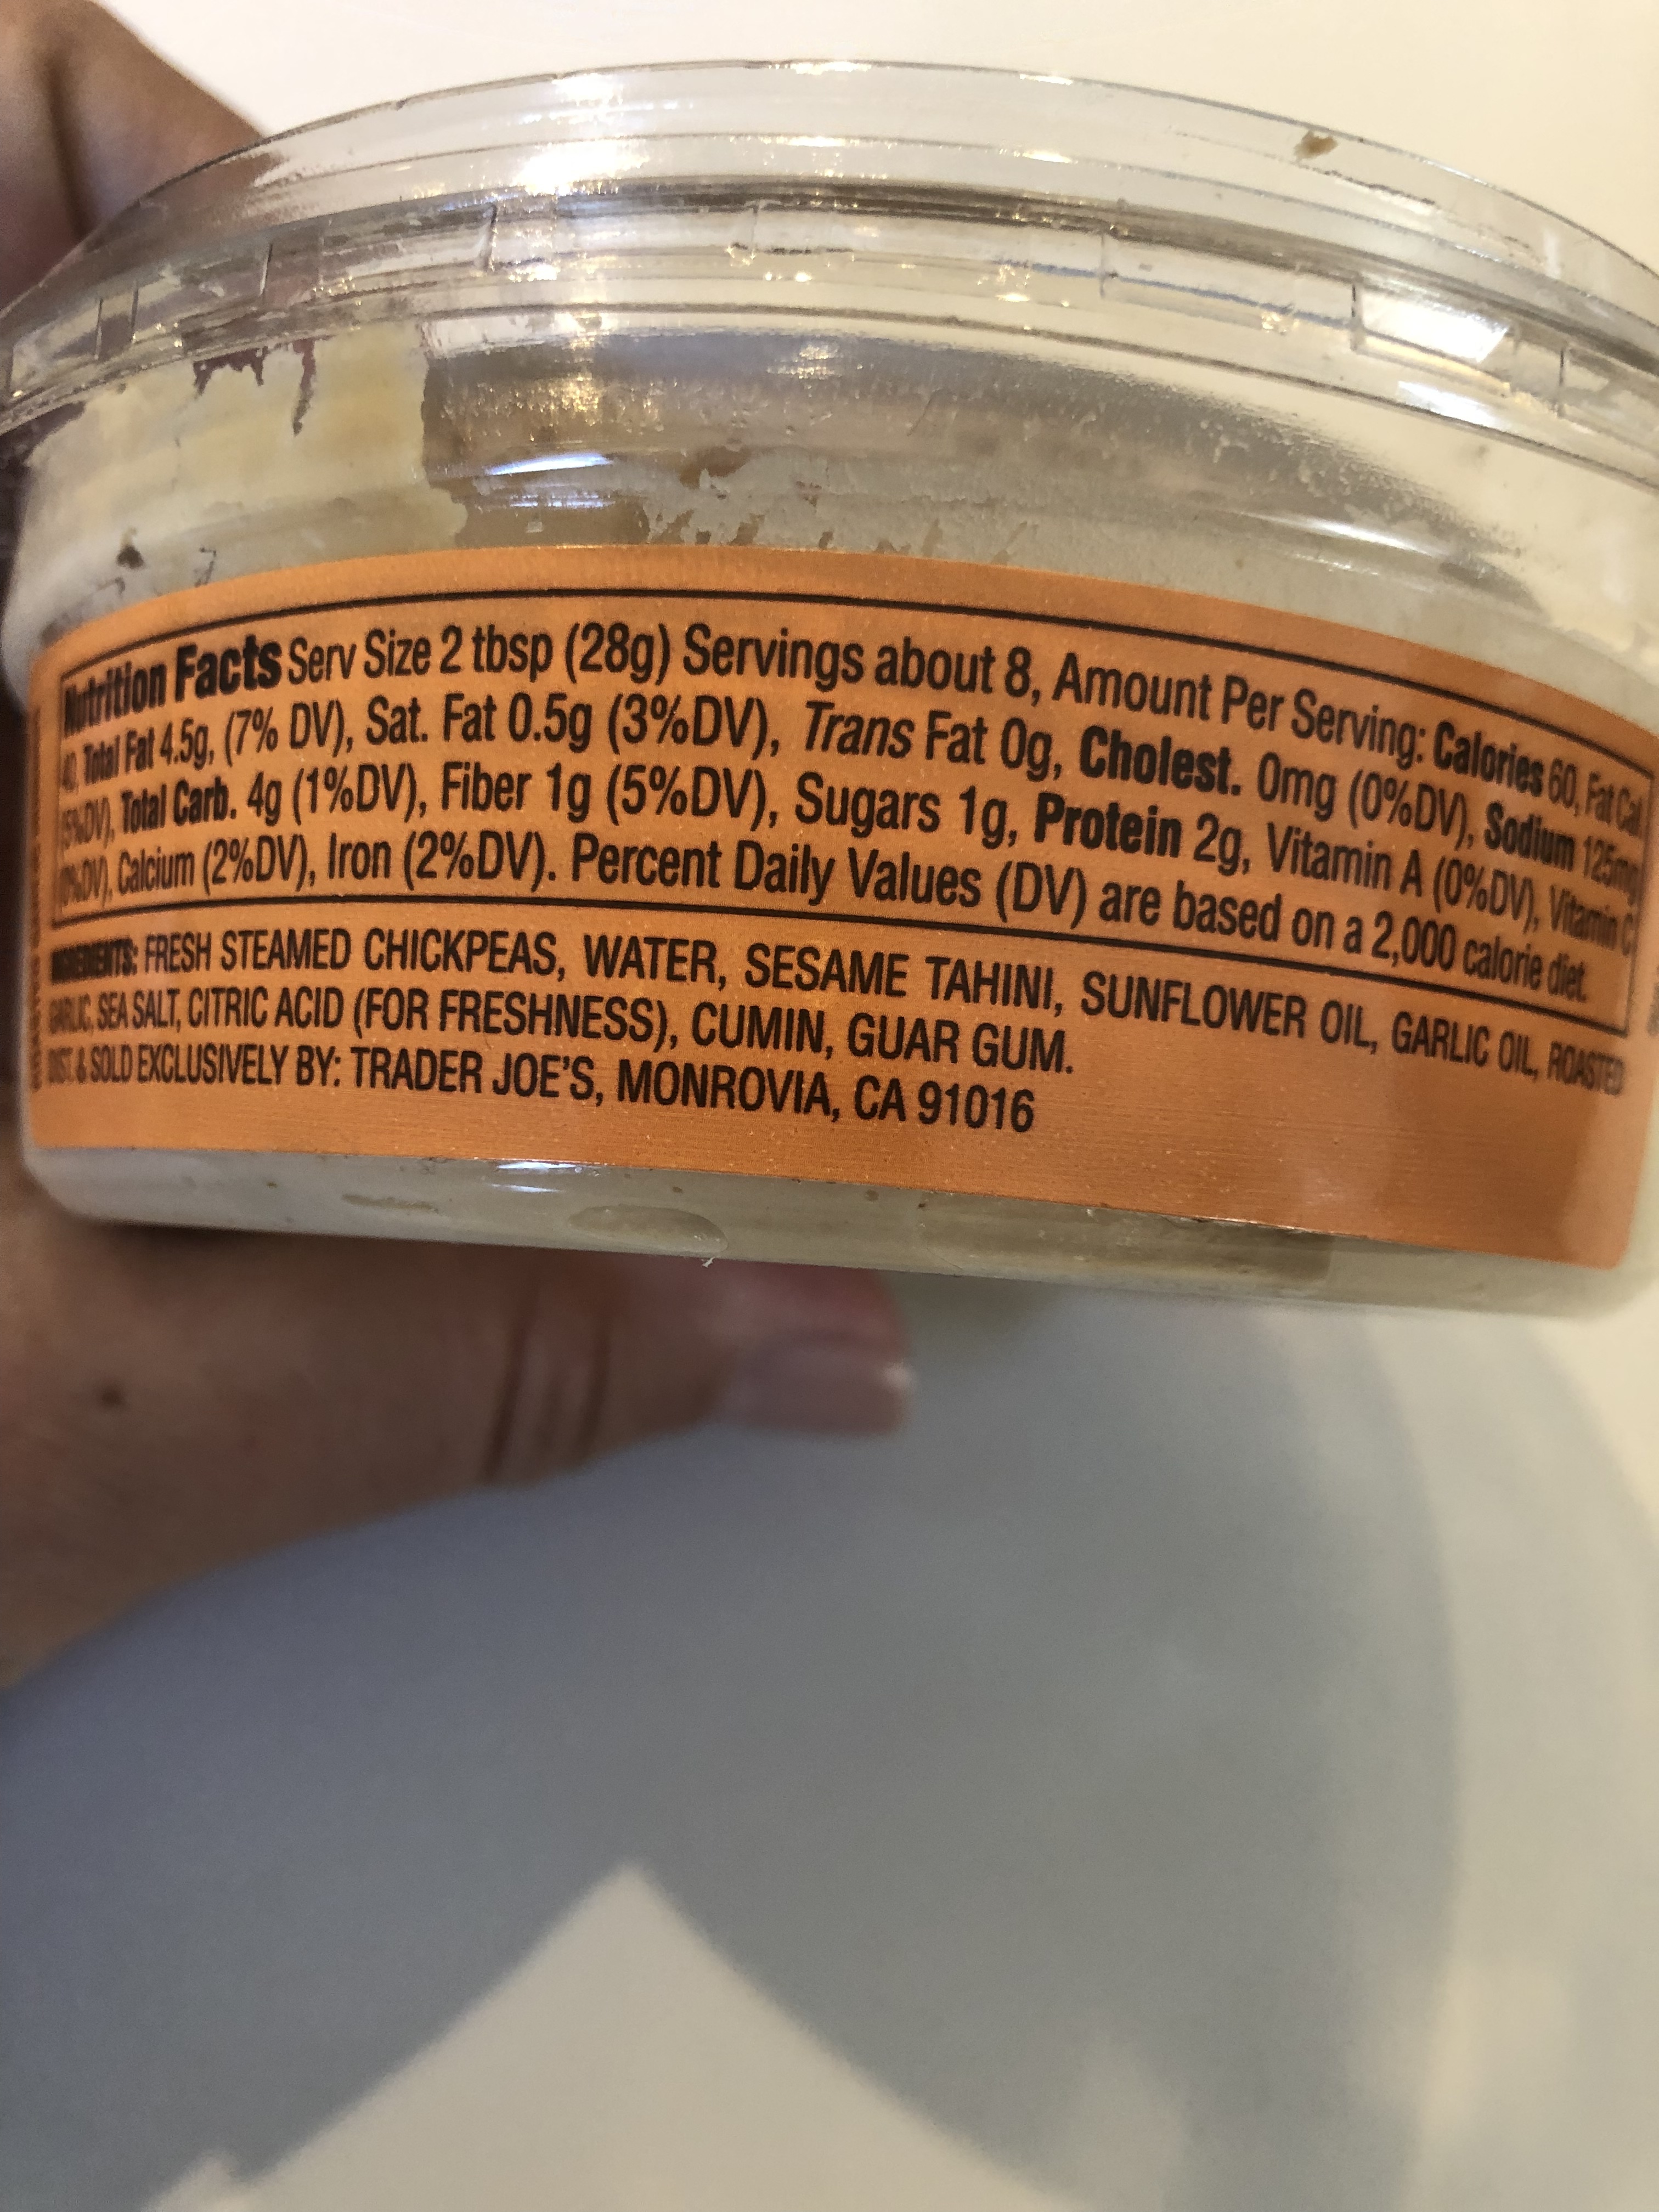 Nutrition Facts Serv Size 2 tbsp (28g) Servings about 8, Amount Per Serving: Calories 60, Fat Cal.
40, Total Fat 4.5g, (7% DV), Sat. Fat 0.5g (3%DV), Trans Fat 0g, Cholest. 0mg (0%DV), Sodium 125mg
(5%DV), Total Carb. 4g (1%DV), Fiber 1g (5%DV), Sugars 1g, Protein 2g, Vitamin A (0%DV), Vitamin C
(0%DV), Calcium (2%DV), Iron (2%DV). Percent Daily Values (DV) are based on a 2,000 calorie diet.
INGREDIENTS: FRESH STEAMED CHICKPEAS, WATER, SESAME TAHINI, SUNFLOWER OIL, GARLIC OIL, ROASTED
GARLIC, SEA SALT, CITRIC ACID (FOR FRESHNESS), CUMIN, GUAR GUM.
DIST. & SOLD EXCLUSIVELY BY: TRADER JOE'S, MONROVIA, CA 91016